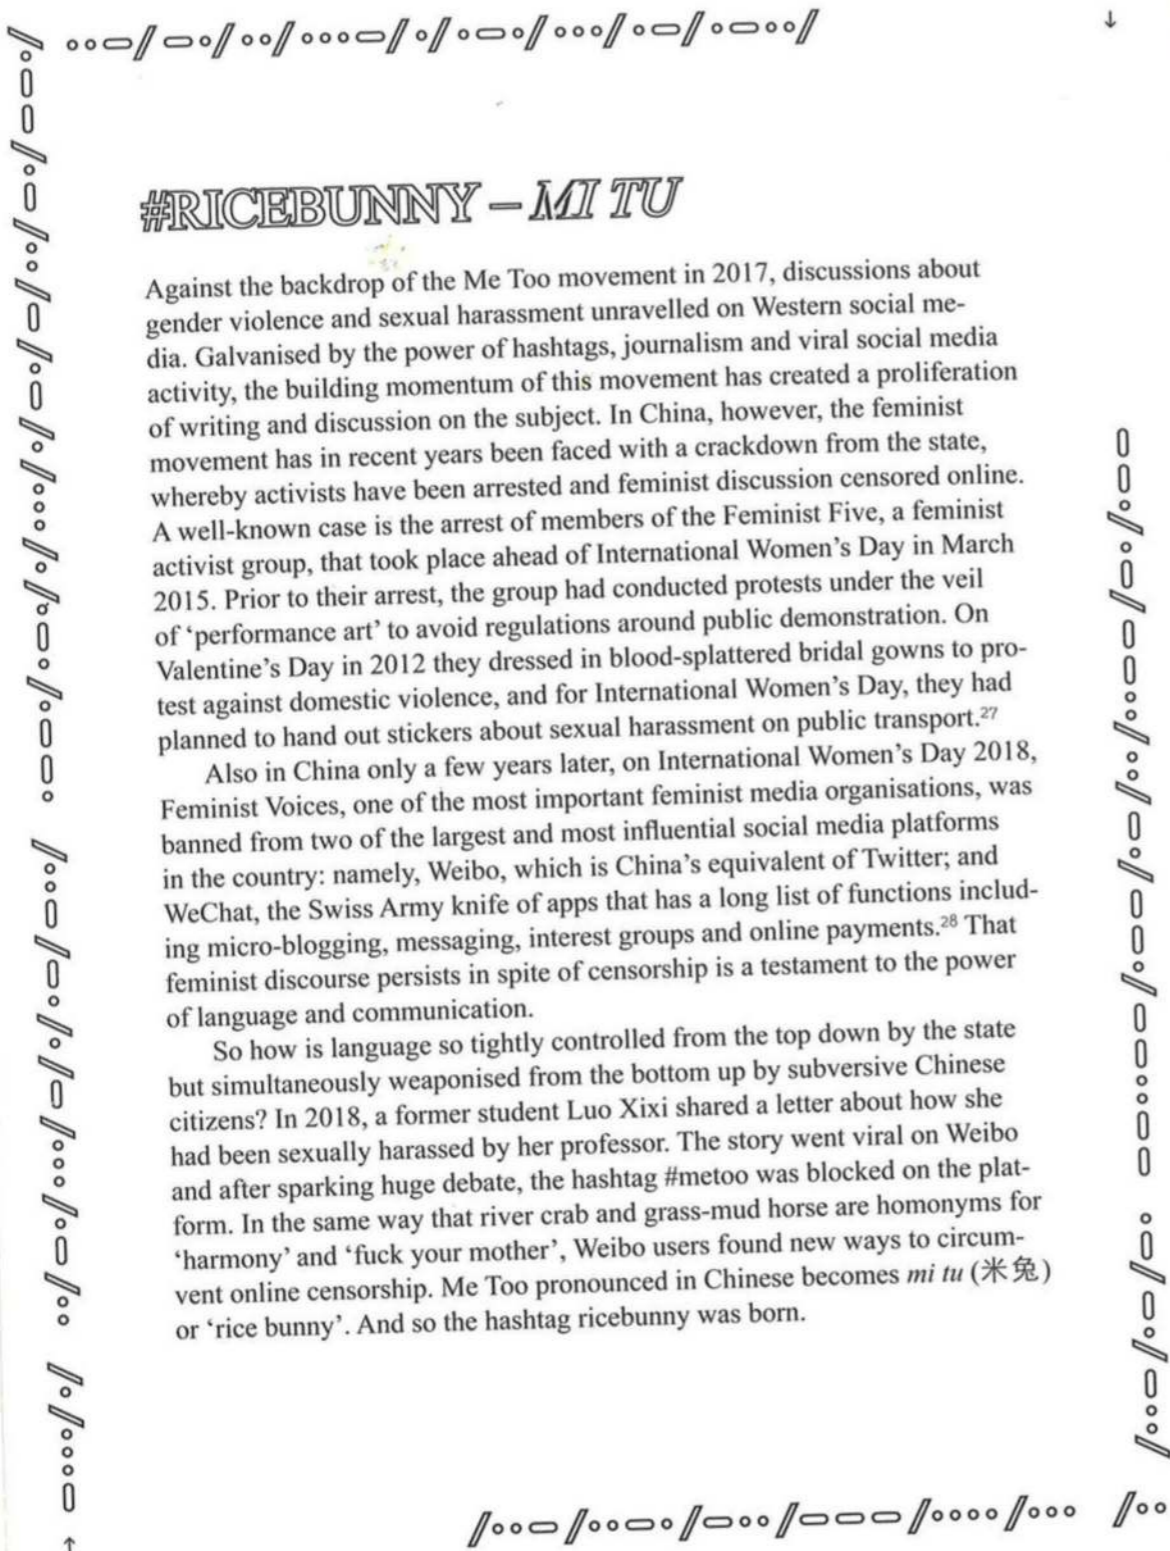 #RICEBUNNY – MI TU
Against the backdrop of the Me Too movement in 2017, discussions about
gender violence and sexual harassment unravelled on Western social me-
dia. Galvanised by the power of hashtags, journalism and viral social media
activity, the building momentum of this movement has created a proliferation
of writing and discussion on the subject. In China, however, the feminist
movement has in recent years been faced with a crackdown from the state,
whereby activists have been arrested and feminist discussion censored online.
A well-known case is the arrest of members of the Feminist Five, a feminist
activist group, that took place ahead of International Women’s Day in March
2015. Prior to their arrest, the group had conducted protests under the veil
of ‘performance art’ to avoid regulations around public demonstration. On
Valentine’s Day in 2012 they dressed in blood-splattered bridal gowns to pro-
test against domestic violence, and for International Women’s Day, they had
planned to hand out stickers about sexual harassment on public transport.27
Also in China only a few years later, on International Women’s Day 2018,
Feminist Voices, one of the most important feminist media organisations, was
banned from two of the largest and most influential social media platforms
in the country: namely, Weibo, which is China’s equivalent of Twitter; and
WeChat, the Swiss Army knife of apps that has a long list of functions includ-
ing micro-blogging, messaging, interest groups and online payments.28 That
feminist discourse persists in spite of censorship is a testament to the power
of language and communication.
So how is language so tightly controlled from the top down by the state
but simultaneously weaponised from the bottom up by subversive Chinese
citizens? In 2018, a former student Luo Xixi shared a letter about how she
had been sexually harassed by her professor. The story went viral on Weibo
and after sparking huge debate, the hashtag #metoo was blocked on the plat-
form. In the same way that river crab and grass-mud horse are homonyms for
‘harmony’ and ‘fuck your mother’, Weibo users found new ways to circum-
vent online censorship. Me Too pronounced in Chinese becomes mi tu (米兔)
or ‘rice bunny’. And so the hashtag ricebunny was born.